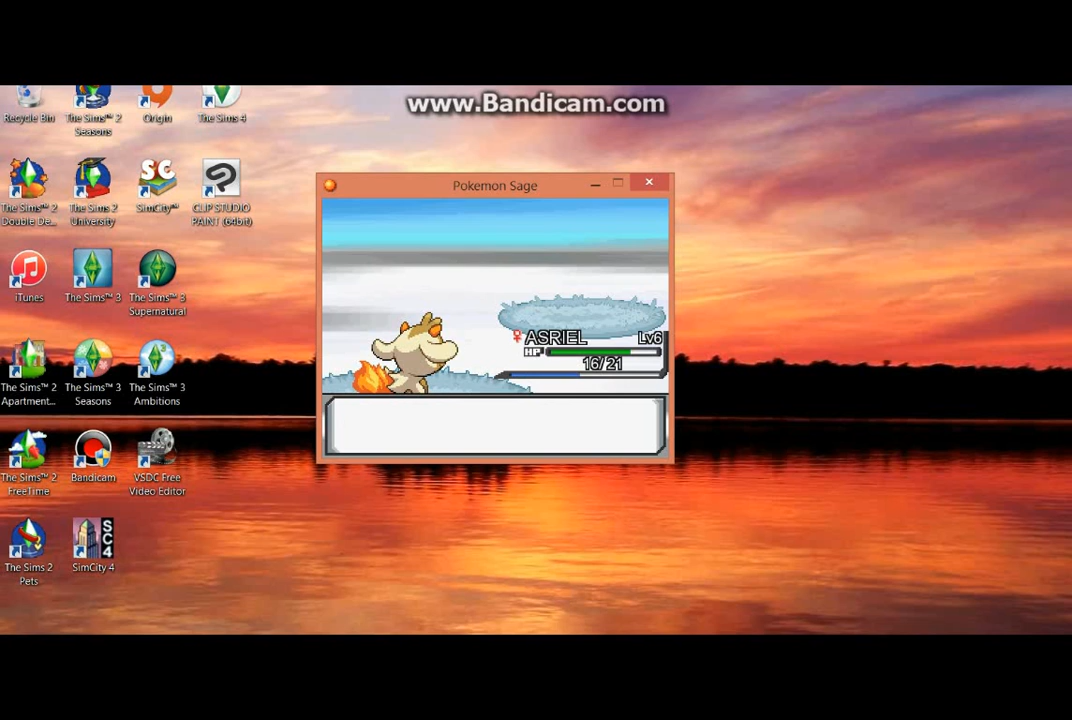 www.Bandicam.com
Recycle Bin
The Sims™ 2
Seasons
Origin
The Sims 4
The Sims™ 2
Double De...
The Sims 2
University
SC
SimCity™
CLIP STUDIO
PAINT (64bit)
iTunes
The Sims™ 3
The Sims™ 3
Supernatural
The Sims™ 2
Apartment...
The Sims™ 3
Seasons
The Sims™ 3
Ambitions
The Sims™ 2
FreeTime
Bandicam
VSDC Free
Video Editor
The Sims 2
Pets
SC4
SimCity 4
Pokemon Sage
♀ ASRIEL Lv6
HP
16/21